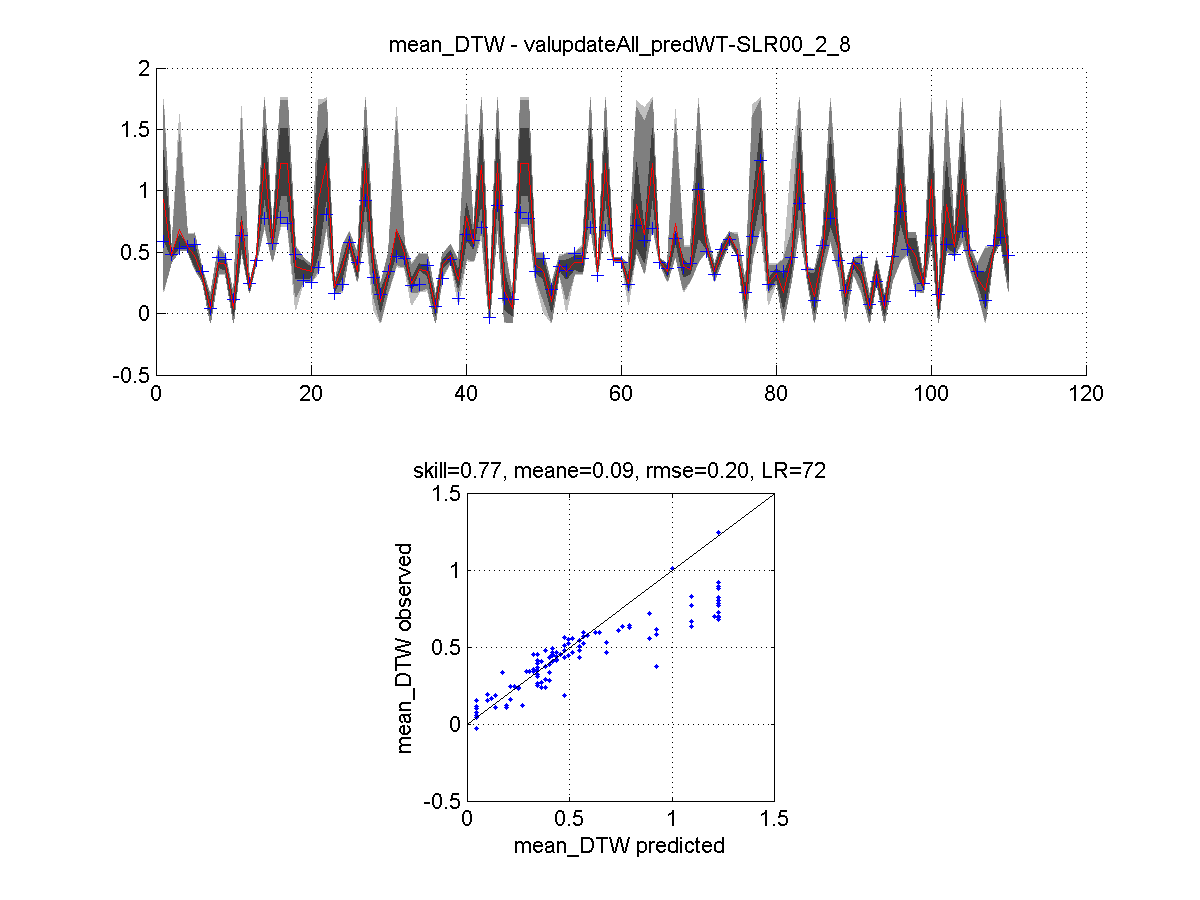 mean_DTW - valupdateAll_predWT-SLR00_2_8
2
1.5
1
0.5
0
-0.5
0 20 40 60 80 100 120
skill=0.77, meane=0.09, rmse=0.20, LR=72
1.5
1
0.5
0
-0.5
mean_DTW observed
0 0.5 1 1.5
mean_DTW predicted